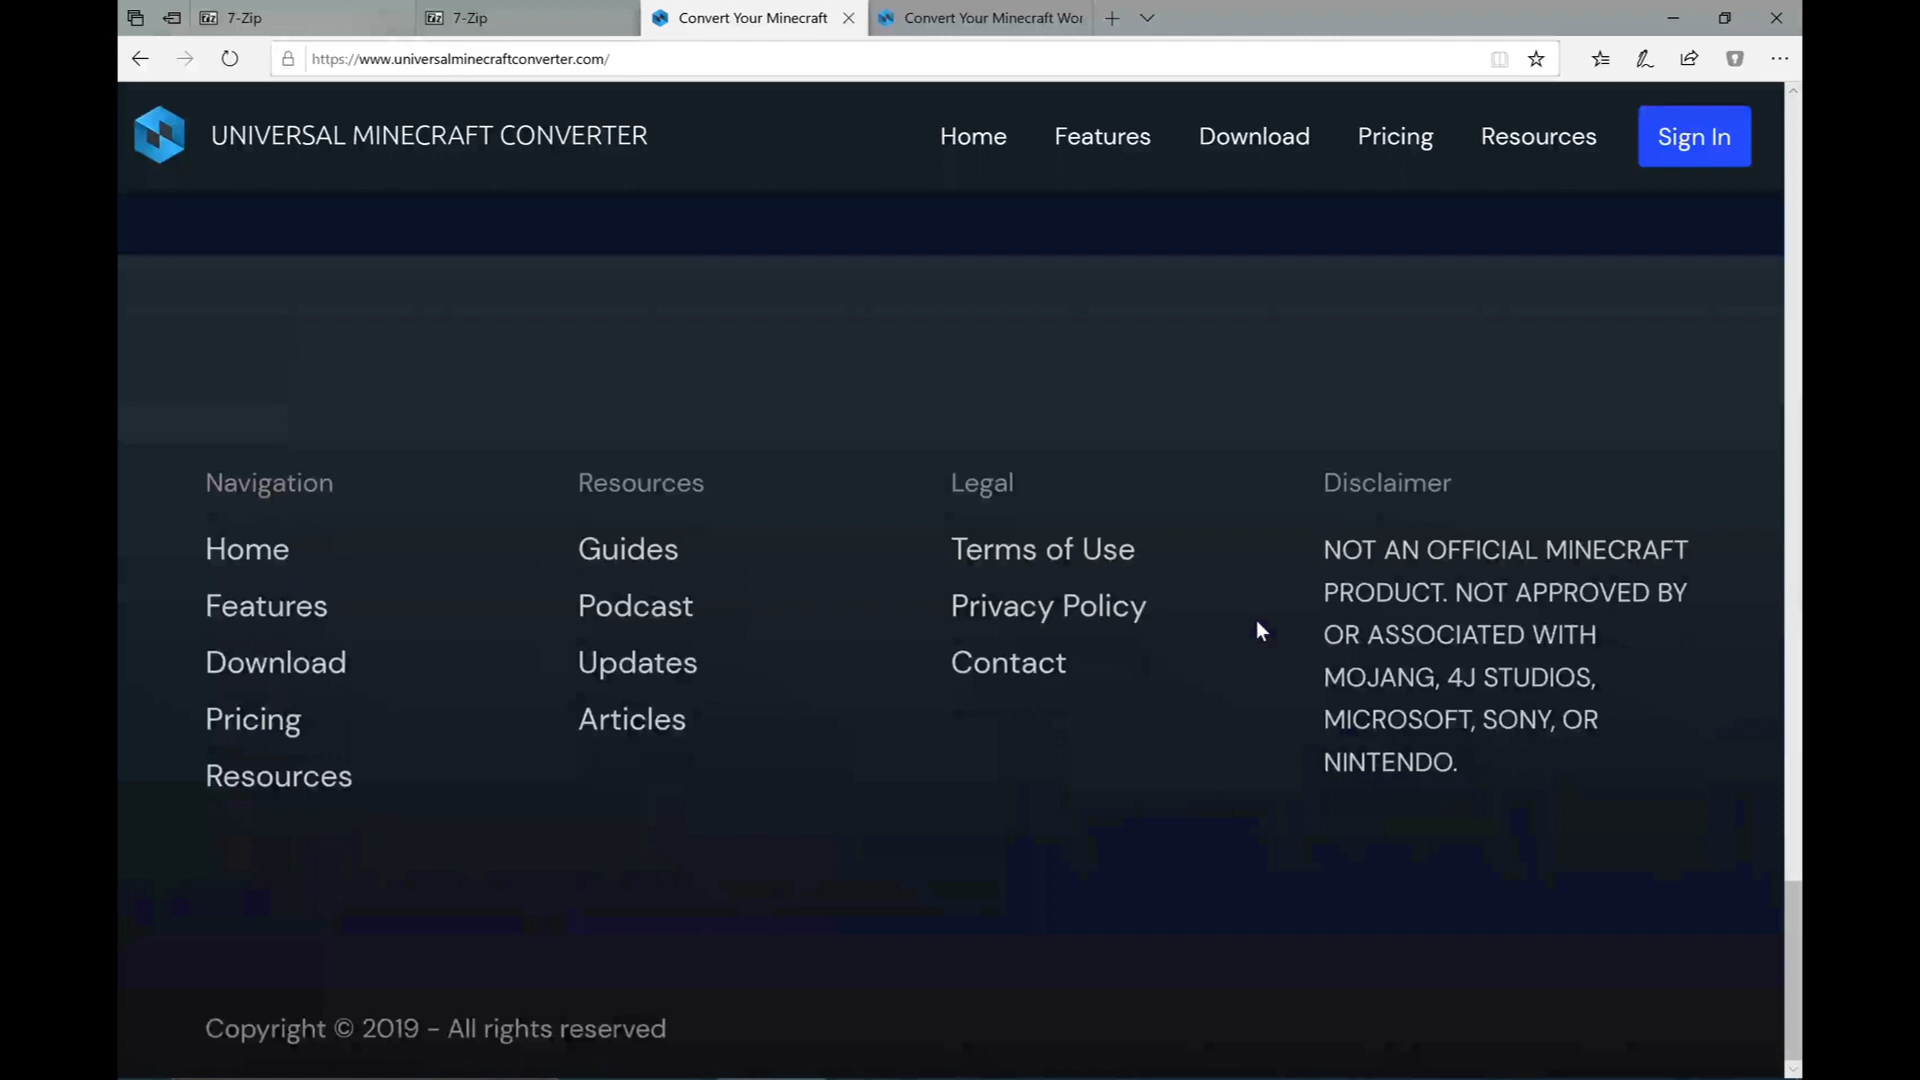 7-Zip
7-Zip
Convert Your Minecraft
Convert Your Minecraft Wor
https://www.universalminecraftconverter.com/
UNIVERSAL MINECRAFT CONVERTER
Home
Features
Download
Pricing
Resources
Sign In
Navigation
Home
Features
Download
Pricing
Resources
Resources
Guides
Podcast
Updates
Articles
Legal
Terms of Use
Privacy Policy
Contact
Disclaimer
NOT AN OFFICIAL MINECRAFT
PRODUCT. NOT APPROVED BY
OR ASSOCIATED WITH
MOJANG, 4J STUDIOS,
MICROSOFT, SONY, OR
NINTENDO.
Copyright © 2019 - All rights reserved